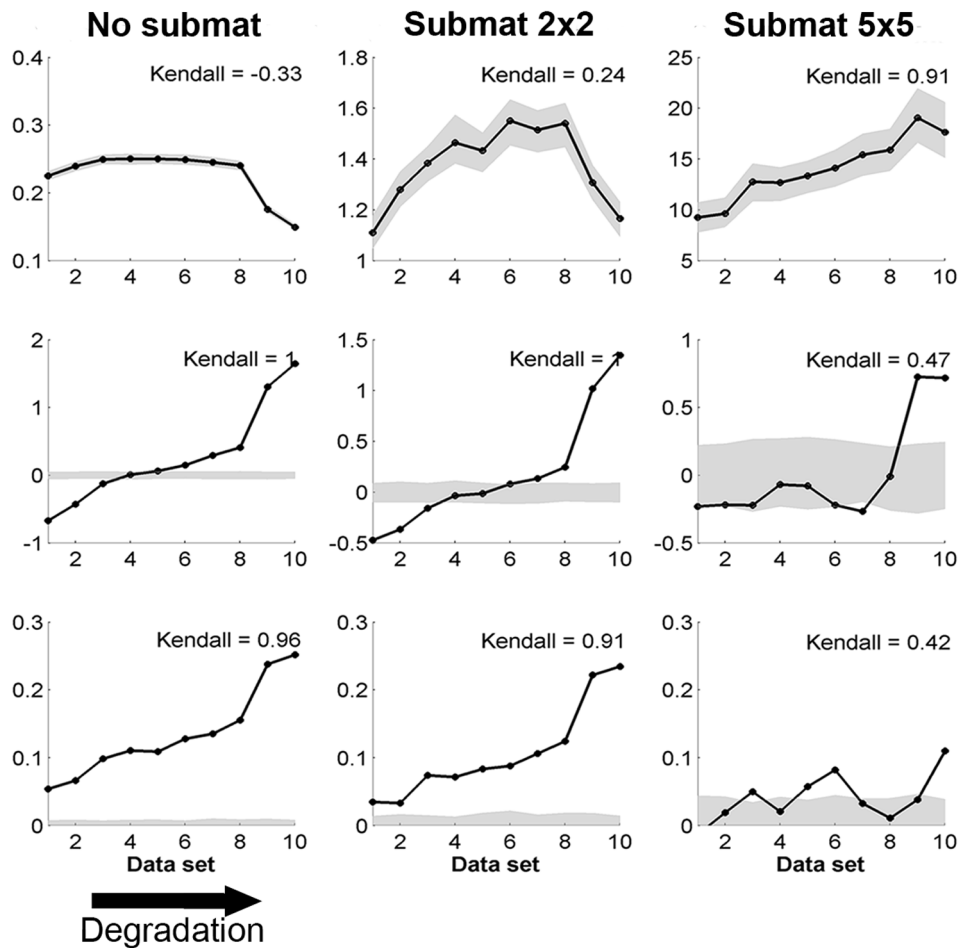 No submat Submat 2x2 Submat 5x5
0.4 Kendall = -0.33 1.8 Kendall = 0.24 25 Kendall = 0.91
0.3 1.6 20
1.4 15
0.2 1.2 10
0.1 1 5
2 4 6 8 10 2 4 6 8 10 2 4 6 8 10
2 Kendall = 1 1.5 Kendall = 1 1 Kendall = 0.47
1 1 0.5
0.5
0 0 0
-1 -0.5 -0.5
2 4 6 8 10 2 4 6 8 10 2 4 6 8 10
0.3 Kendall = 0.96 0.3 Kendall = 0.91 0.3 Kendall = 0.42
0.2 0.2 0.2
0.1 0.1 0.1
0 0 0
2 4 6 8 10 2 4 6 8 10 2 4 6 8 10
Data set Data set Data set
Degradation